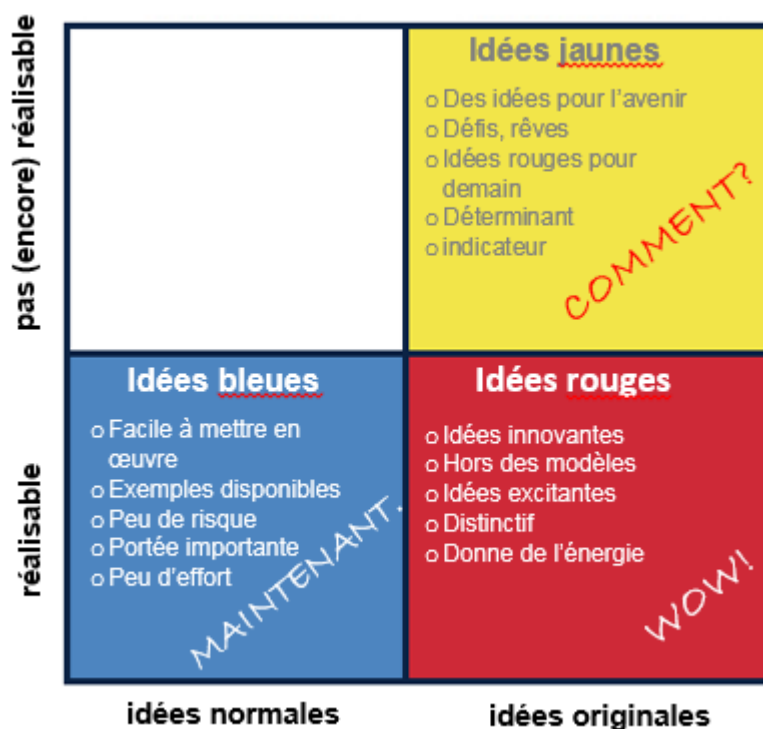 pas (encore) réalisable
Idées jaunes
o Des idées pour l'avenir
o Défis, rêves
o Idées rouges pour
demain
o Déterminant
o indicateur
COMMENT?
réalisable
Idées bleues
o Facile à mettre en
œuvre
o Exemples disponibles
o Peu de risque
o Portée importante
o Peu d'effort
MAINTENANT.
Idées rouges
o Idées innovantes
o Hors des modèles
o Idées excitantes
o Distinctif
o Donne de l'énergie
WOW!
idées normales
idées originales